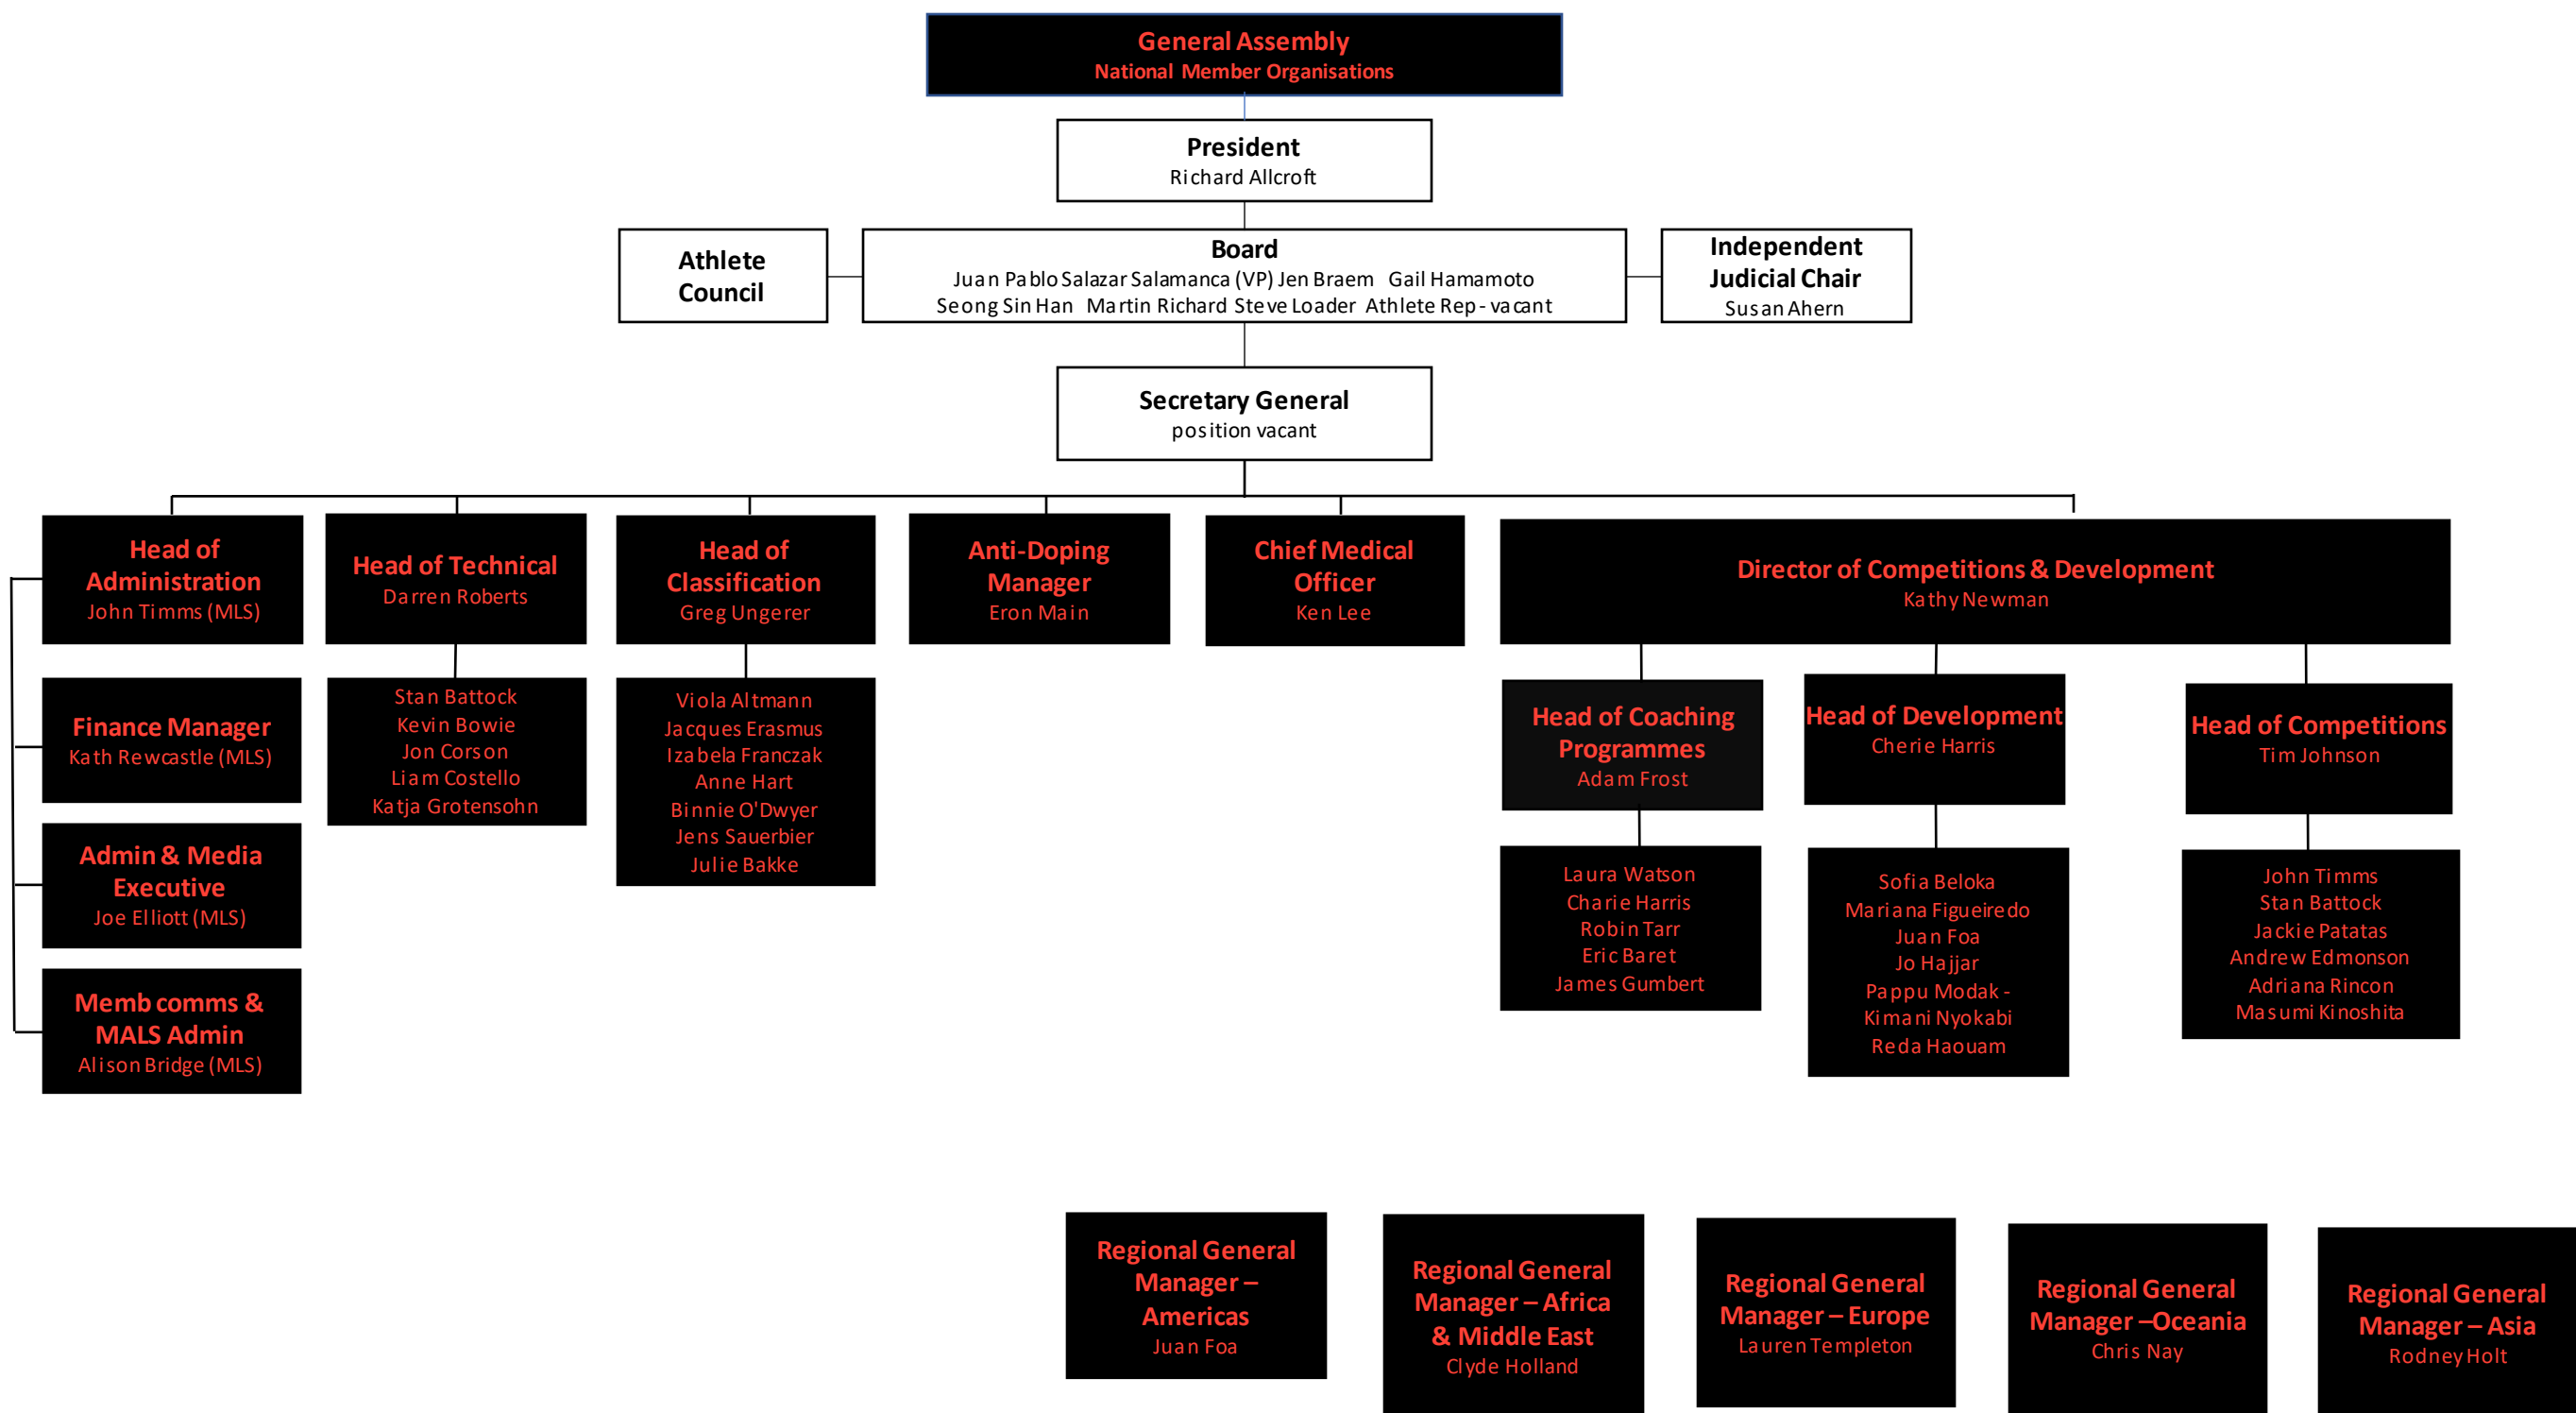 General Assembly
National Member Organisations
President
Richard Allcroft
Athlete
Council
Board
Juan Pablo Salazar Salamanca (VP) Jen Braem Gail Hamamoto
Seong Sin Han Martin Richard Steve Loader Athlete Rep - vacant
Independent
Judicial Chair
Susan Ahern
Secretary General
position vacant
Head of
Administration
John Timms (MLS)
Head of Technical
Darren Roberts
Head of
Classification
Greg Ungerer
Anti-Doping
Manager
Eron Main
Chief Medical
Officer
Ken Lee
Director of Competitions & Development
Kathy Newman
Finance Manager
Kath Rewcastle (MLS)
Admin & Media
Executive
Joe Elliott (MLS)
Memb comms &
MALS Admin
Alison Bridge (MLS)
Stan Battock
Kevin Bowie
Jon Corson
Liam Costello
Katja Grotensohn
Viola Altmann
Jacques Erasmus
Izabela Franczak
Anne Hart
Binnie O'Dwyer
Jens Sauerbier
Julie Bakke
Head of Coaching
Programmes
Adam Frost
Laura Watson
Charie Harris
Robin Tarr
Eric Baret
James Gumbert
Head of Development
Cherie Harris
Sofia Beloka
Mariana Figueiredo
Juan Foa
Jo Hajjar
Pappu Modak -
Kimani Nyokabi
Reda Haouam
Head of Competitions
Tim Johnson
John Timms
Stan Battock
Jackie Patatas
Andrew Edmonson
Adriana Rincon
Masumi Kinoshita
Regional General
Manager –
Americas
Juan Foa
Regional General
Manager – Africa
& Middle East
Clyde Holland
Regional General
Manager – Europe
Lauren Templeton
Regional General
Manager –Oceania
Chris Nay
Regional General
Manager – Asia
Rodney Holt